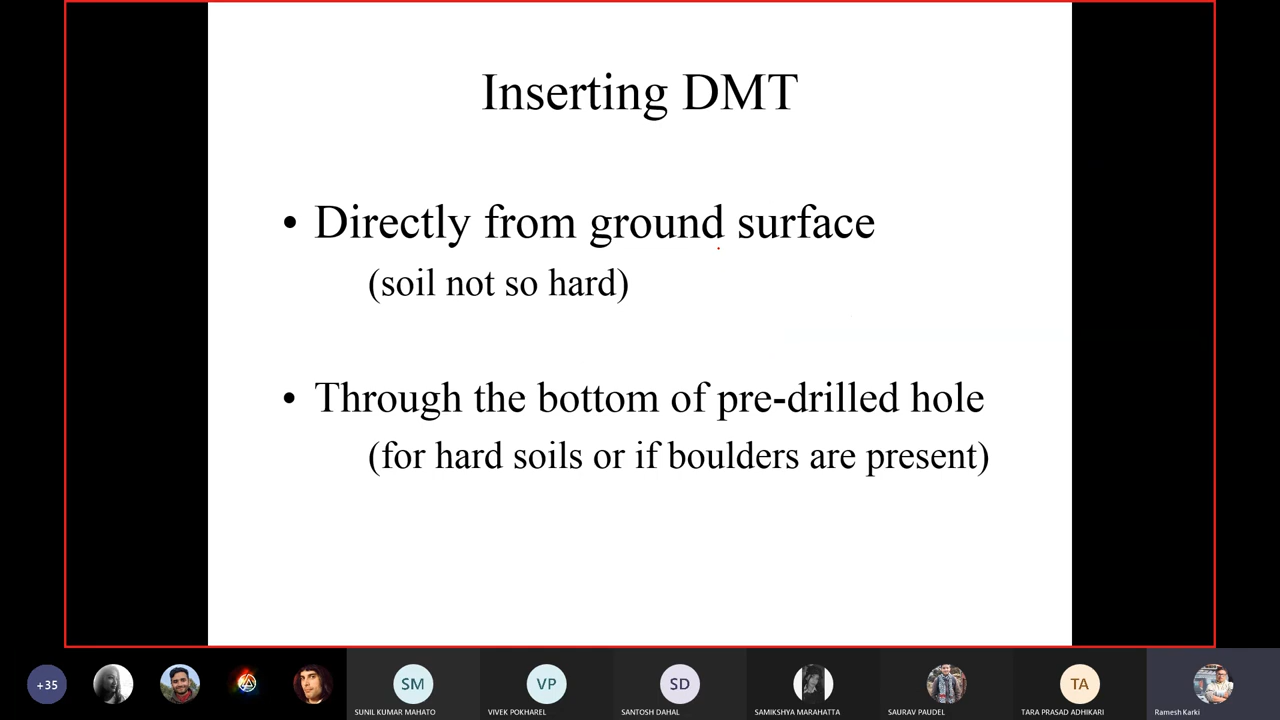 Inserting DMT
• Directly from ground surface
(soil not so hard)
• Through the bottom of pre-drilled hole
(for hard soils or if boulders are present)
+35
SM
VP
SD
TA
SUNIL KUMAR MAHATO
VIVEK POKHAREL
SANTOSH DAHAL
SAMIKSHYA MARAHATTA
SAURAV PAUDEL
TARA PRASAD ADHIKARI
Ramesh Karki